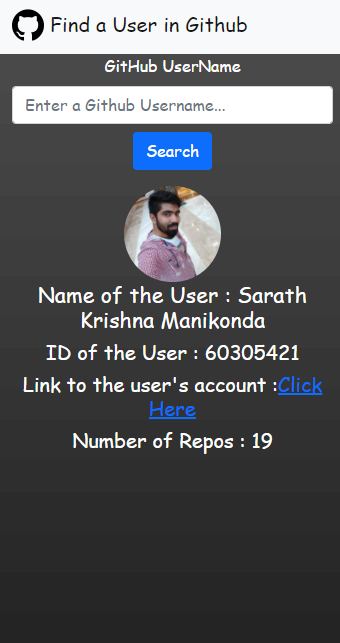 Find a User in Github
GitHub UserName
Enter a Github Username...
Search
Name of the User : Sarath
Krishna Manikonda
ID of the User : 60305421
Link to the user's account :Click
Here
Number of Repos : 19